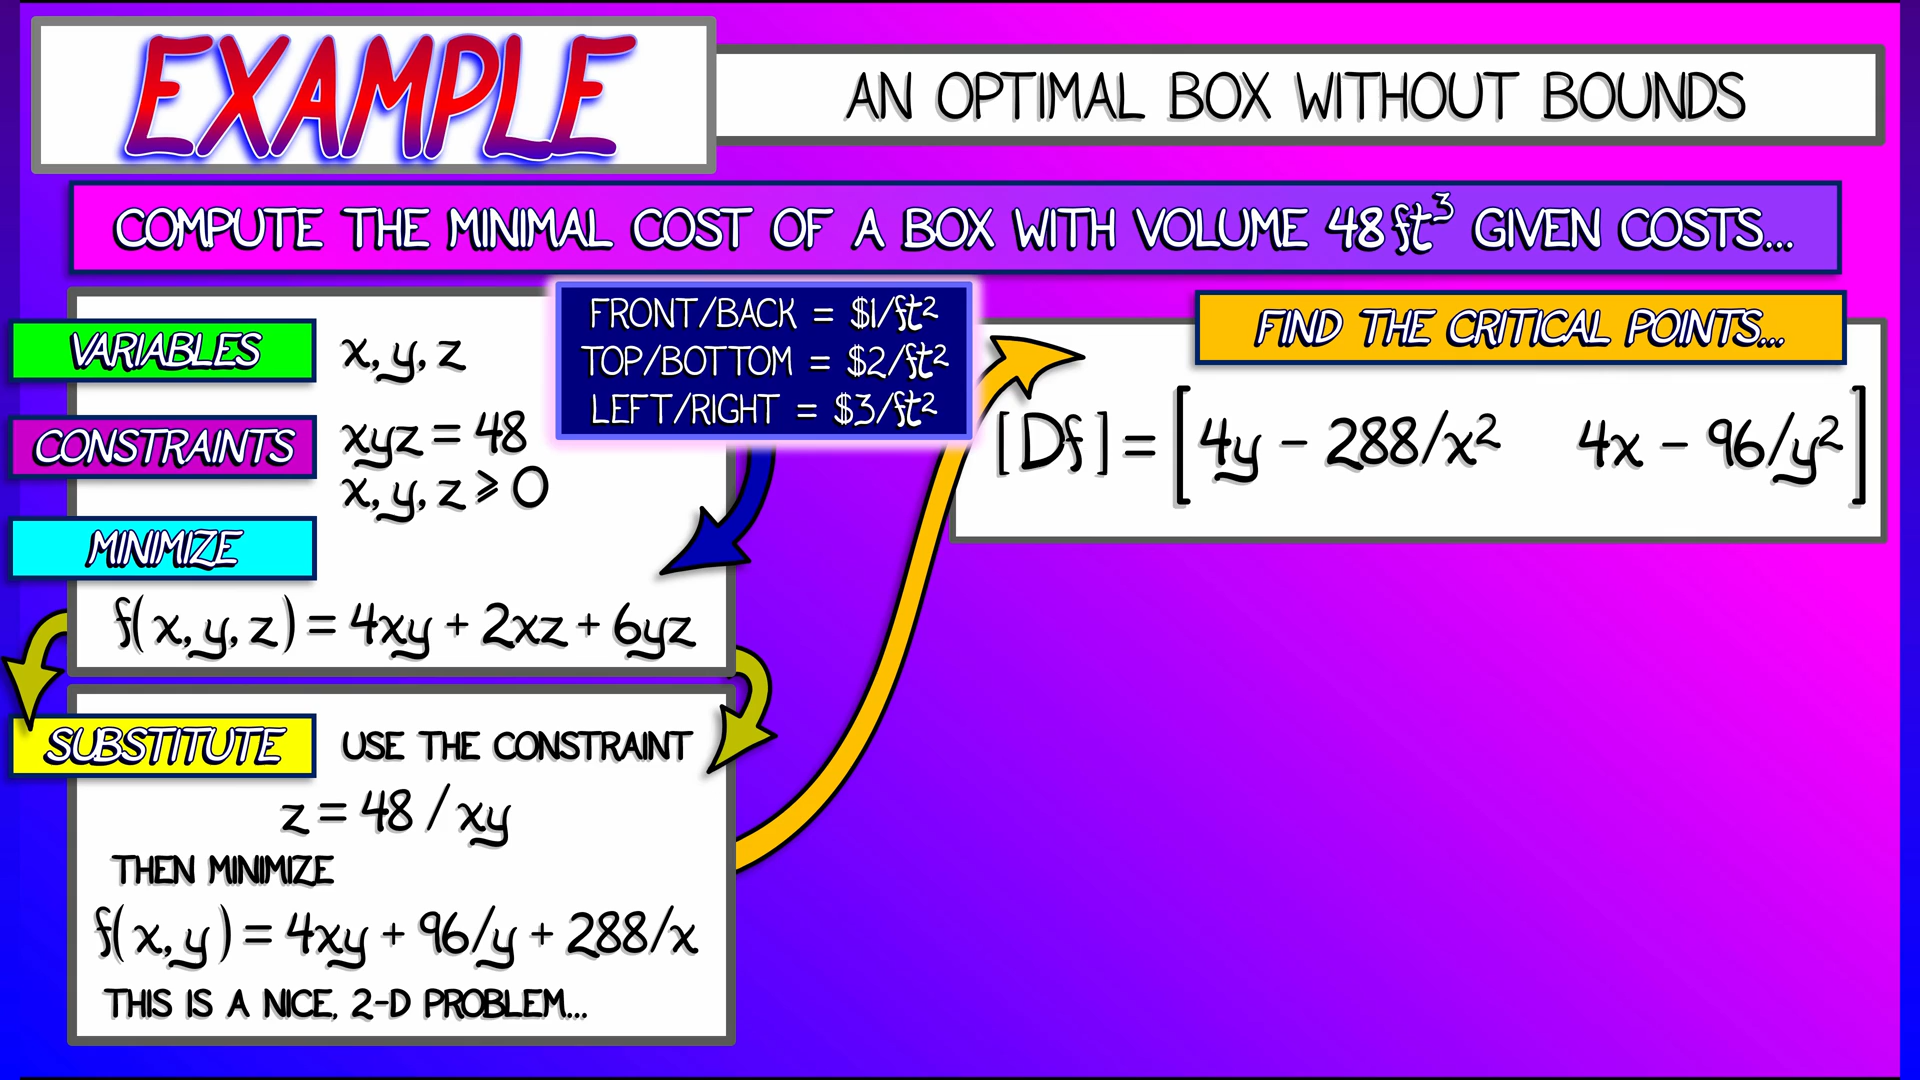 EXAMPLE
AN OPTIMAL BOX WITHOUT BOUNDS
COMPUTE THE MINIMAL COST OF A BOX WITH VOLUME 48 ft³ GIVEN COSTS...
FRONT/BACK = $1/ft²
TOP/BOTTOM = $2/ft²
LEFT/RIGHT = $3/ft²
VARIABLES x, y, z
CONSTRAINTS xyz = 48
x, y, z ⩾ 0
MINIMIZE
f(x, y, z) = 4xy + 2xz + 6yz
SUBSTITUTE USE THE CONSTRAINT
z = 48 / xy
THEN MINIMIZE
f(x, y) = 4xy + 96/y + 288/x
THIS IS A NICE, 2-D PROBLEM...
FIND THE CRITICAL POINTS...
[Df] = [4y - 288/x² 4x - 96/y²]